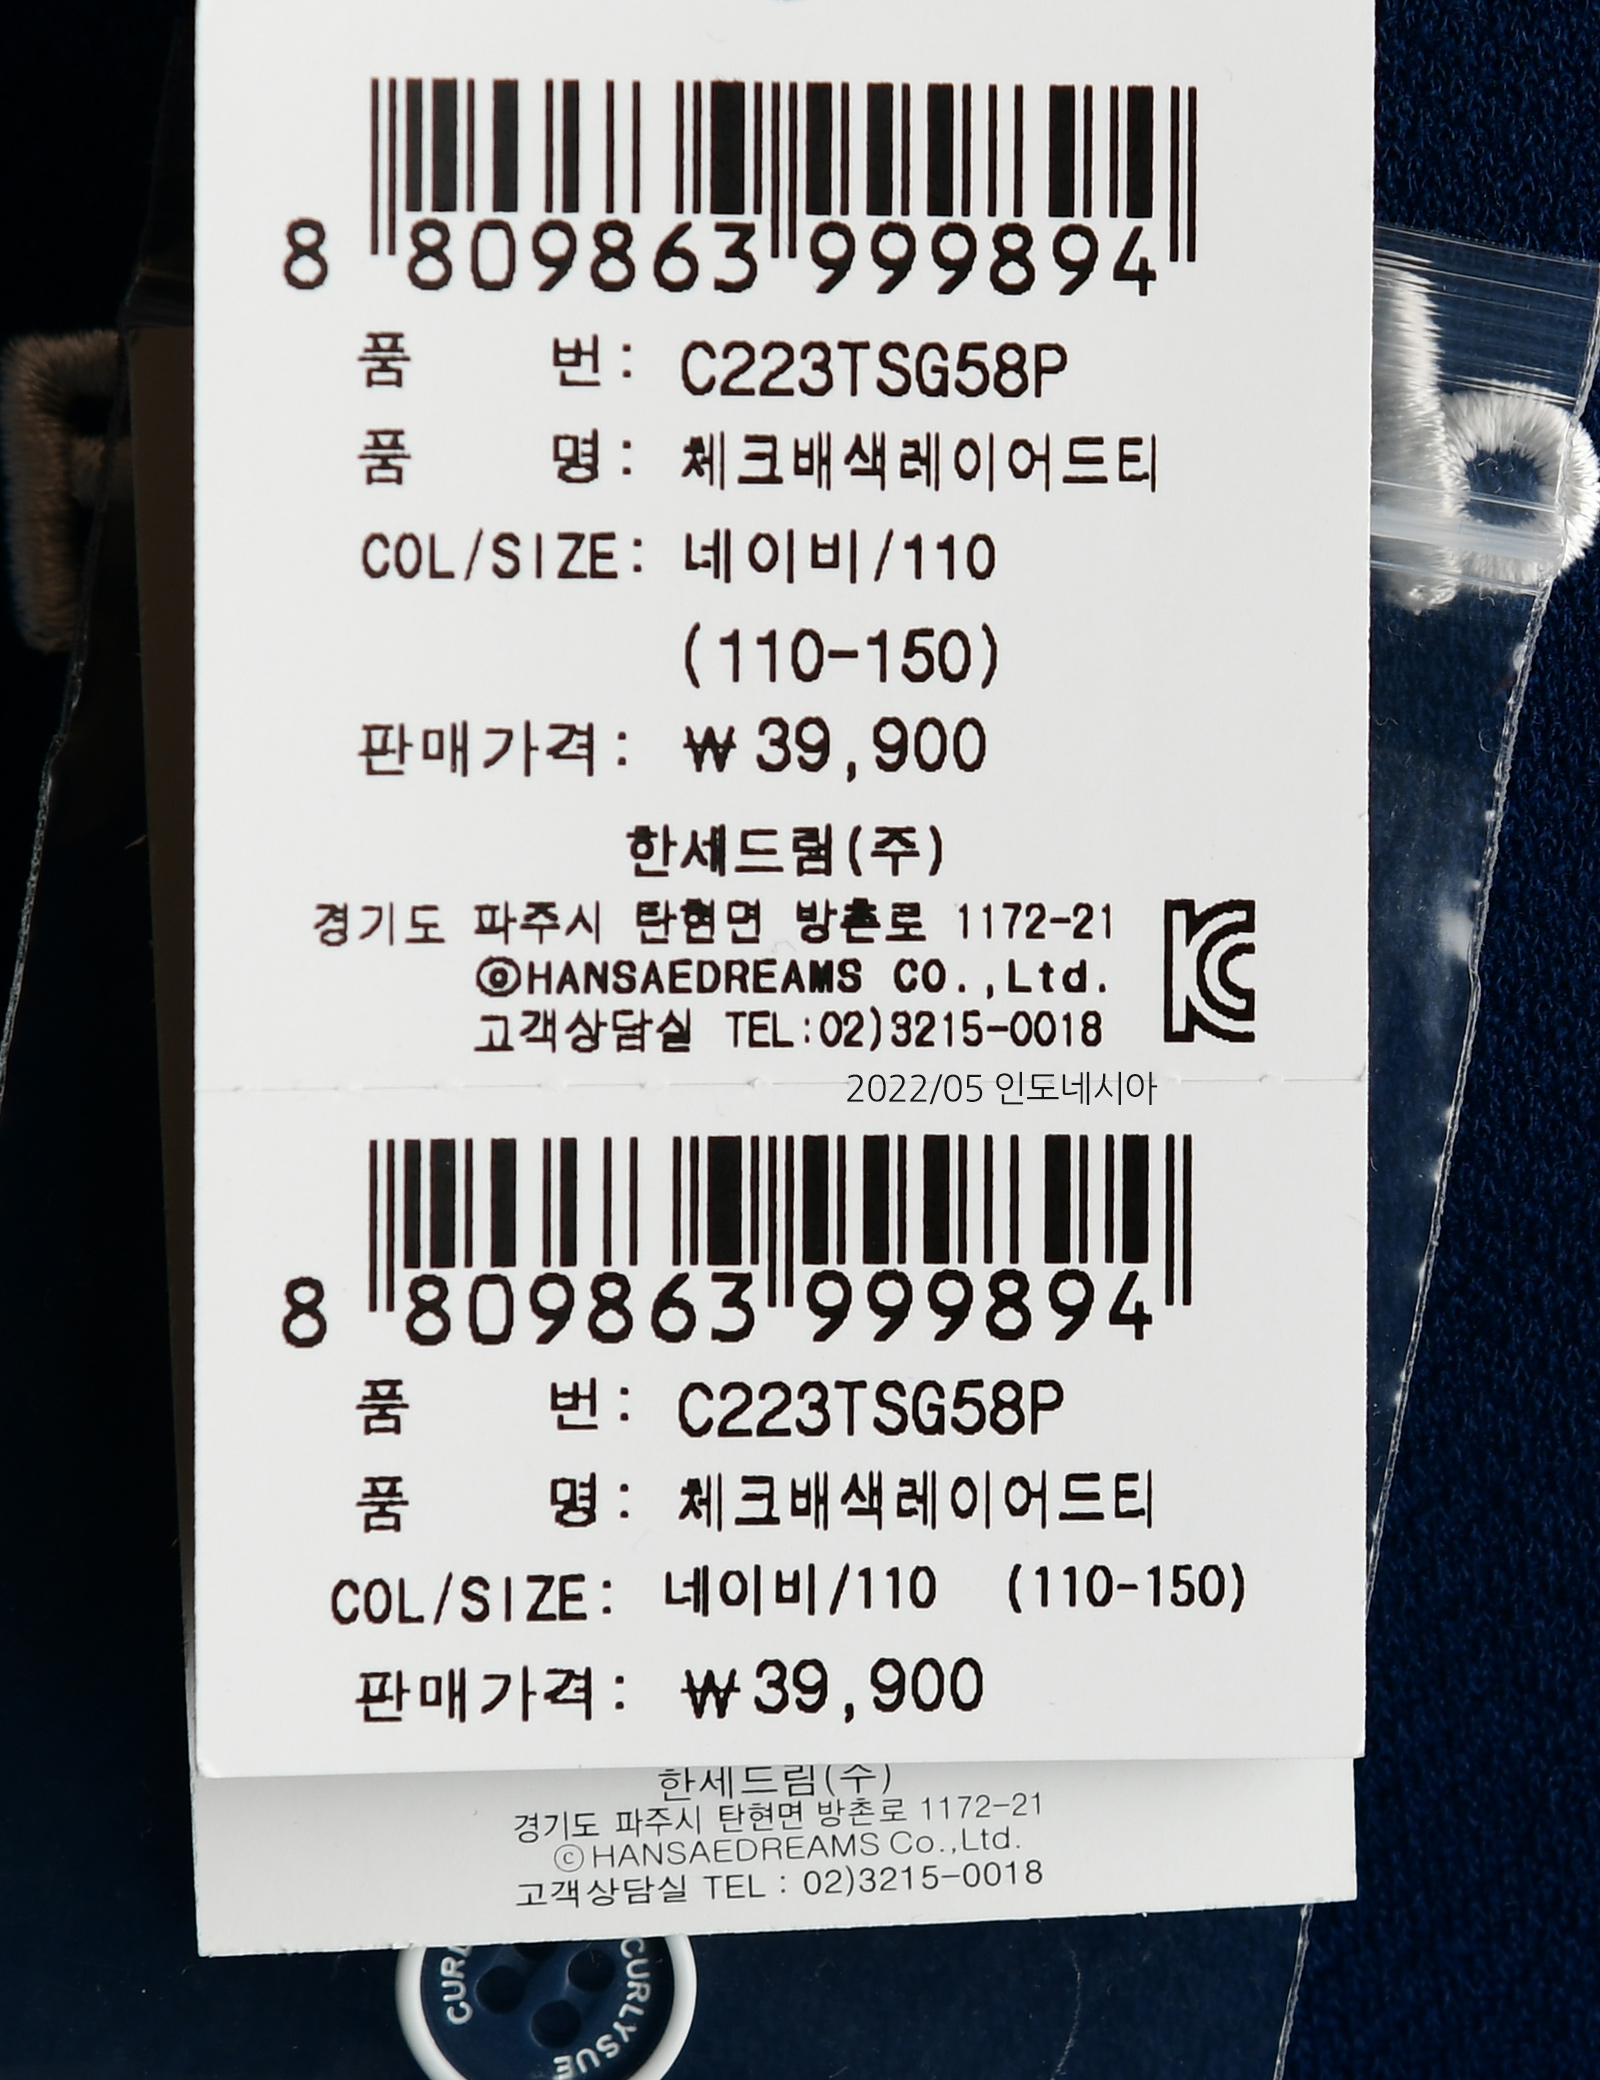 8 809863 999894
품 번: C223TSG58P
품 명: 체크배색레이어드티
COL/SIZE: 네이비/110
(110-150)
판매가격: ₩39,900
한세드림(주)
경기도 파주시 탄현면 방촌로 1172-21
©HANSAEDREAMS CO.,Ltd.
고객상담실 TEL:02)3215-0018
2022/05 인도네시아
8 809863 999894
품 번: C223TSG58P
품 명: 체크배색레이어드티
COL/SIZE: 네이비/110 (110-150)
판매가격: ₩39,900
한세드림(주)
경기도 파주시 탄현면 방촌로 1172-21
©HANSAEDREAMS Co.,Ltd.
고객상담실 TEL : 02)3215-0018
CURL
CURLYSUE